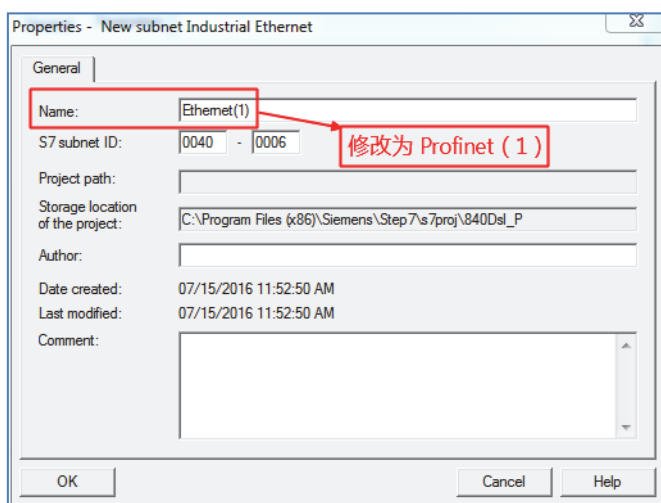 Properties - New subnet Industrial Ethernet
General
Name: Ethernet(1)
S7 subnet ID: 0040 - 0006
修改为 Profinet（1）
Project path:
Storage location
of the project: C:\Program Files (x86)\Siemens\Step7\s7proj\840Dsl_P
Author:
Date created: 07/15/2016 11:52:50 AM
Last modified: 07/15/2016 11:52:50 AM
Comment:
OK Cancel Help